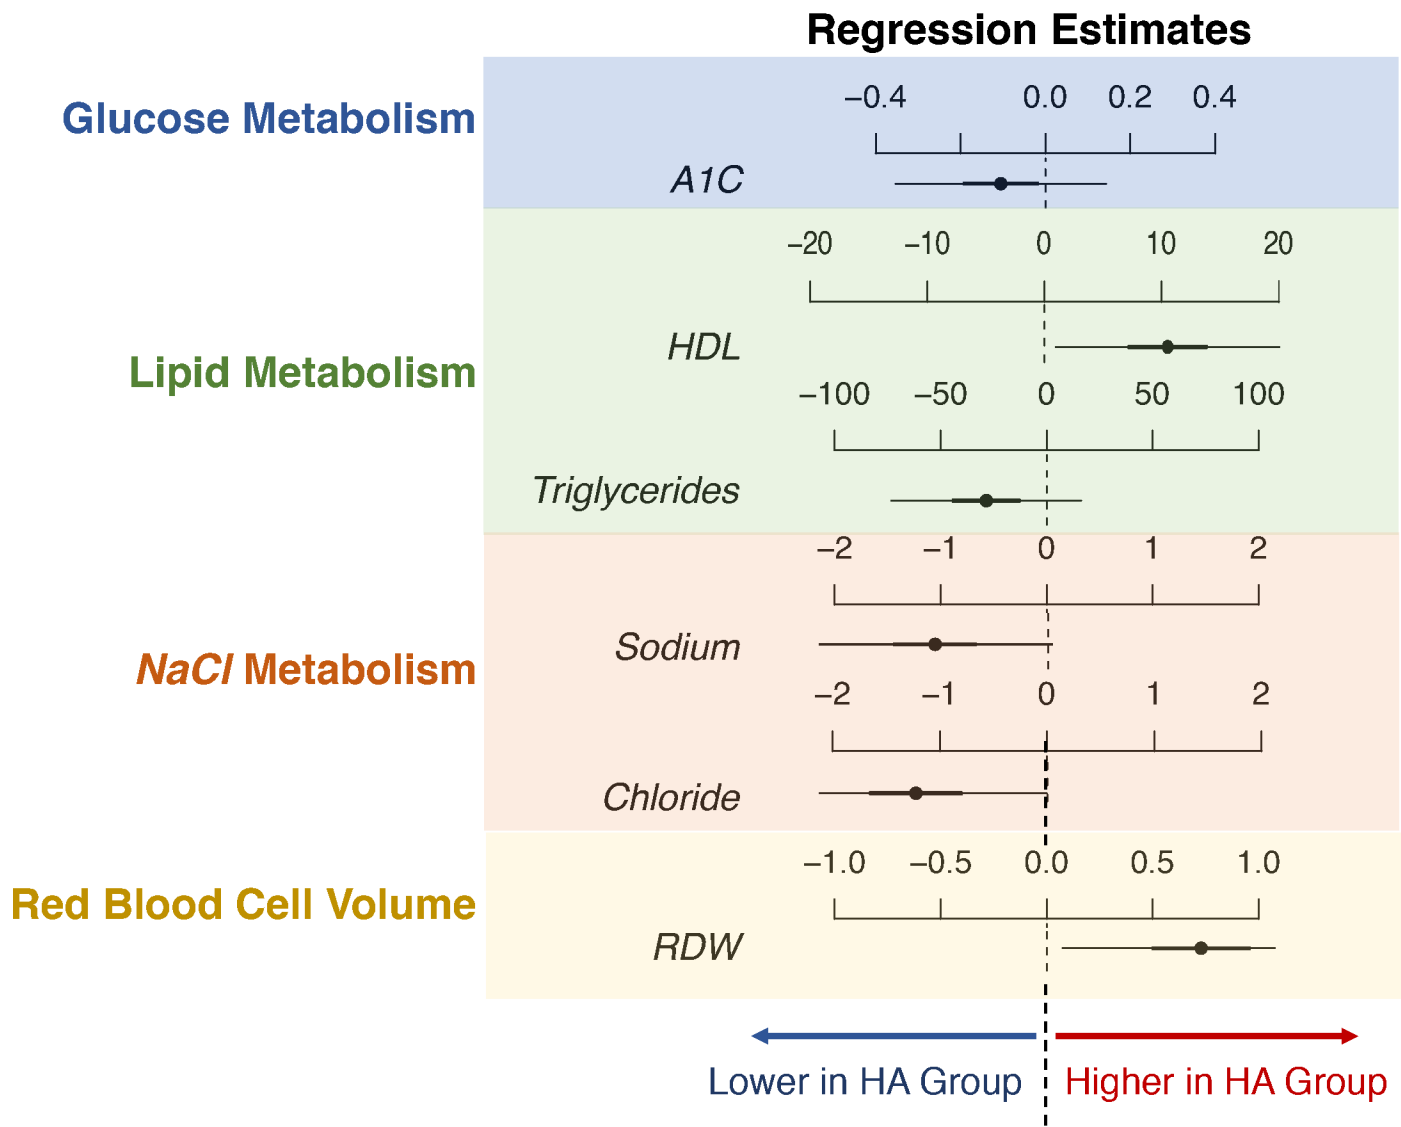 Regression Estimates
Glucose Metabolism
−0.4 0.0 0.2 0.4
A1C
−20 −10 0 10 20
HDL
Lipid Metabolism
−100 −50 0 50 100
Triglycerides
−2 −1 0 1 2
Sodium
NaCl Metabolism
−2 −1 0 1 2
Chloride
−1.0 −0.5 0.0 0.5 1.0
Red Blood Cell Volume
RDW
Lower in HA Group
Higher in HA Group